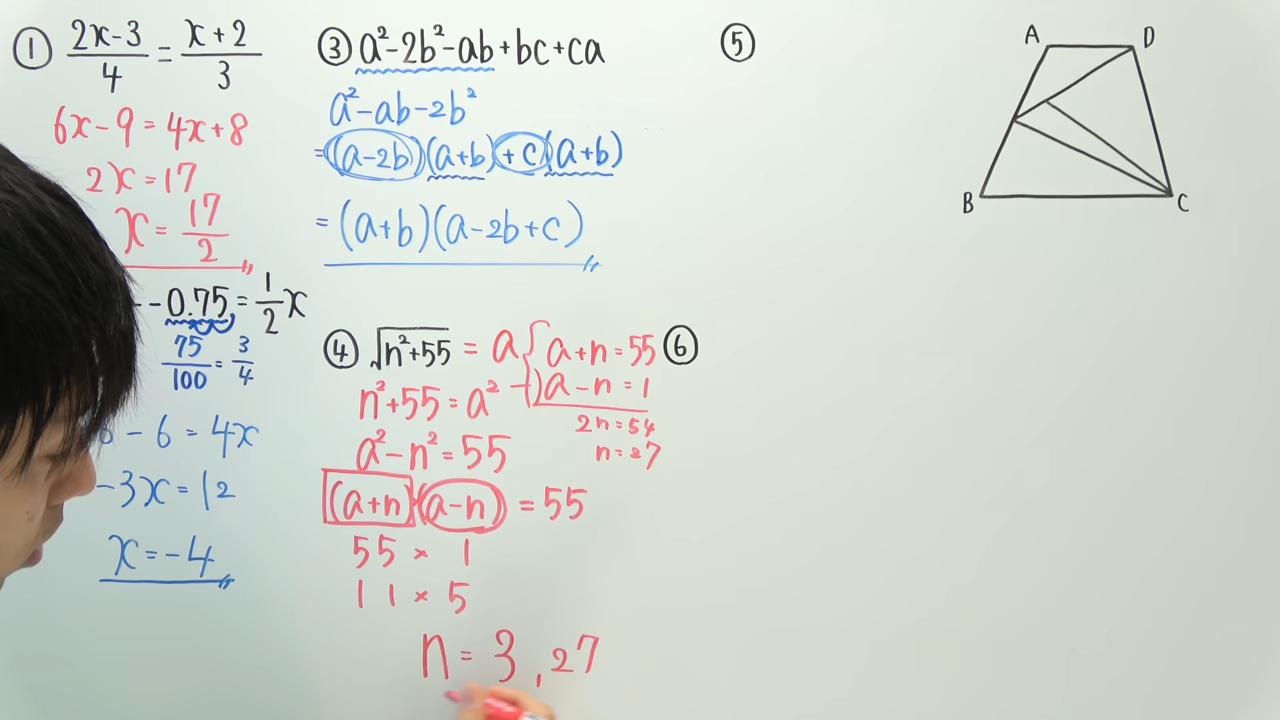 ① (2x-3)/4 = (x+2)/3
6x-9=4x+8
2x=17
x=17/2
-0.75=1/2x
75/100=3/4
-6=4x
-3x=12
x=-4
③ a²-2b²-ab+bc+ca
a²-ab-2b²
=(a-2b)(a+b)+c(a+b)
=(a+b)(a-2b+c)
④ √(n²+55) = a
n²+55=a²
a²-n²=55
(a+n)(a-n)=55
55×1
11×5
n=3,27
a+n=55
-)a-n=1
2n=54
n=27
⑤
A
D
B
C
⑥